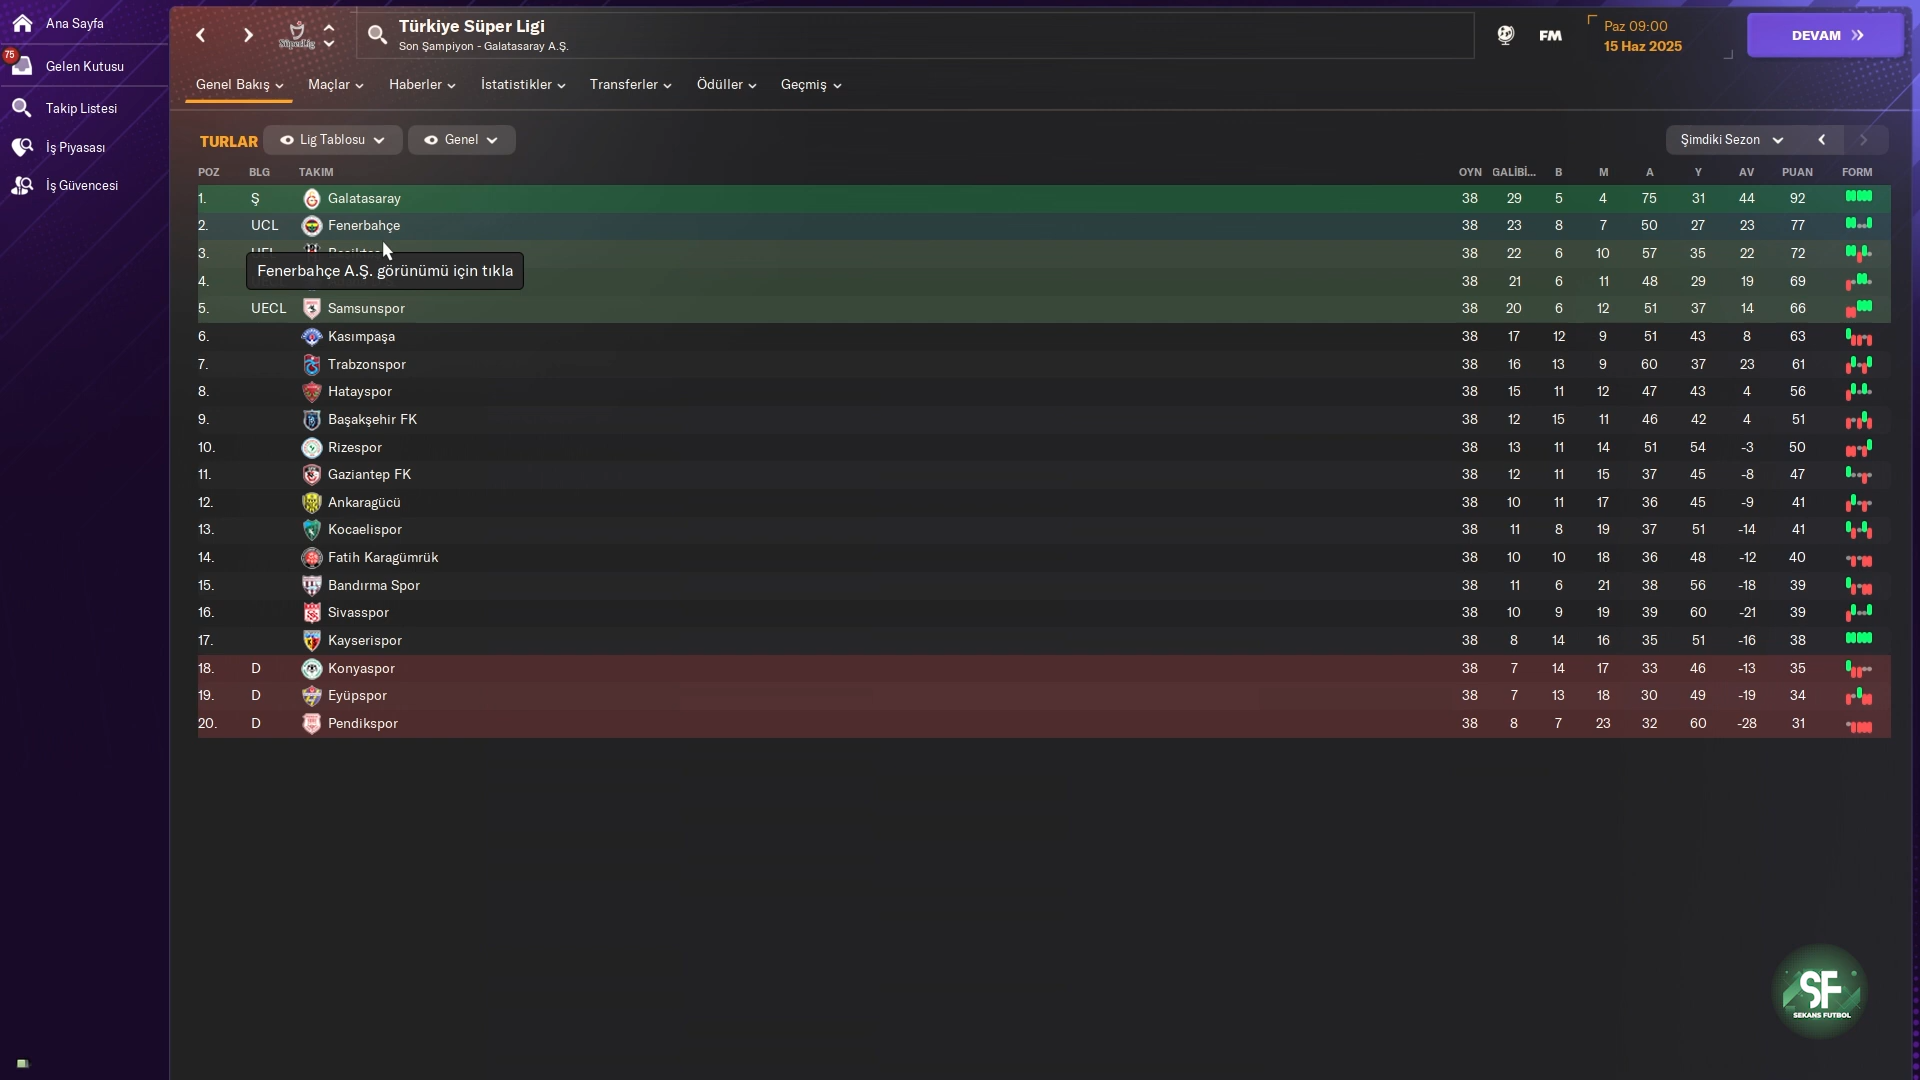 Ana Sayfa
75
Gelen Kutusu
Takip Listesi
İş Piyasası
İş Güvencesi
SüperLig
Türkiye Süper Ligi
Son Şampiyon - Galatasaray A.Ş.
FM
Paz 09:00
15 Haz 2025
DEVAM
Genel Bakış Maçlar Haberler İstatistikler Transferler Ödüller Geçmiş
TURLAR Lig Tablosu Genel Şimdiki Sezon
POZ BLG TAKIM OYN GALİBİ... B M A Y AV PUAN FORM
1. Ş Galatasaray 38 29 5 4 75 31 44 92
2. UCL Fenerbahçe 38 23 8 7 50 27 23 77
3. 38 22 6 10 57 35 22 72
Fenerbahçe A.Ş. görünümü için tıkla
4. 38 21 6 11 48 29 19 69
5. UECL Samsunspor 38 20 6 12 51 37 14 66
6. Kasımpaşa 38 17 12 9 51 43 8 63
7. Trabzonspor 38 16 13 9 60 37 23 61
8. Hatayspor 38 15 11 12 47 43 4 56
9. Başakşehir FK 38 12 15 11 46 42 4 51
10. Rizespor 38 13 11 14 51 54 -3 50
11. Gaziantep FK 38 12 11 15 37 45 -8 47
12. Ankaragücü 38 10 11 17 36 45 -9 41
13. Kocaelispor 38 11 8 19 37 51 -14 41
14. Fatih Karagümrük 38 10 10 18 36 48 -12 40
15. Bandırma Spor 38 11 6 21 38 56 -18 39
16. Sivasspor 38 10 9 19 39 60 -21 39
17. Kayserispor 38 8 14 16 35 51 -16 38
18. D Konyaspor 38 7 14 17 33 46 -13 35
19. D Eyüpspor 38 7 13 18 30 49 -19 34
20. D Pendikspor 38 8 7 23 32 60 -28 31
SF
SEKANS FUTBOL